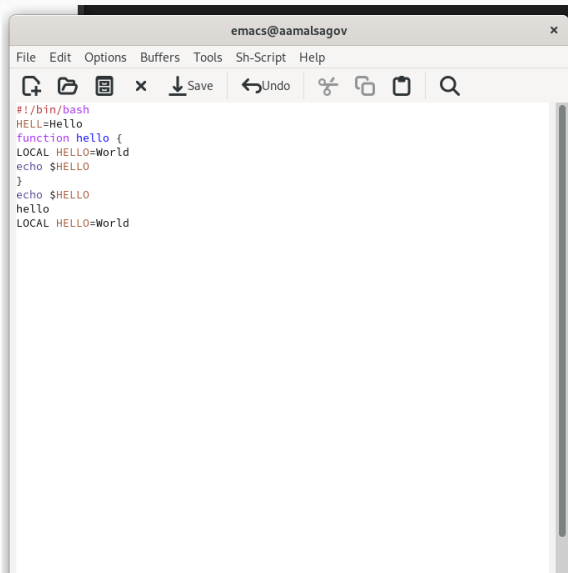 emacs@aamalsagov ×
File Edit Options Buffers Tools Sh-Script Help
Save Undo
#!/bin/bash
HELL=Hello
function hello {
LOCAL HELLO=World
echo $HELLO
}
echo $HELLO
hello
LOCAL HELLO=World